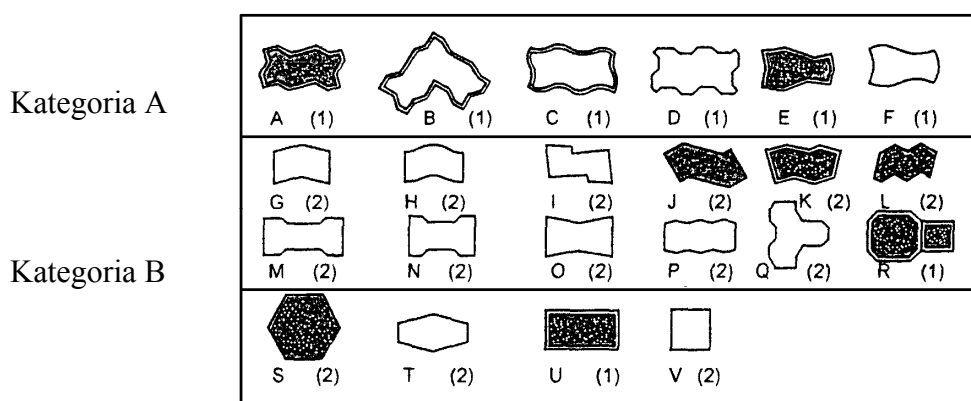 Kategoria A
A (1) B (1) C (1) D (1) E (1) F (1)
G (2) H (2) I (2) J (2) K (2) L (2)
Kategoria B
M (2) N (2) O (2) P (2) Q (2) R (1)
S (2) T (2) U (1) V (2)